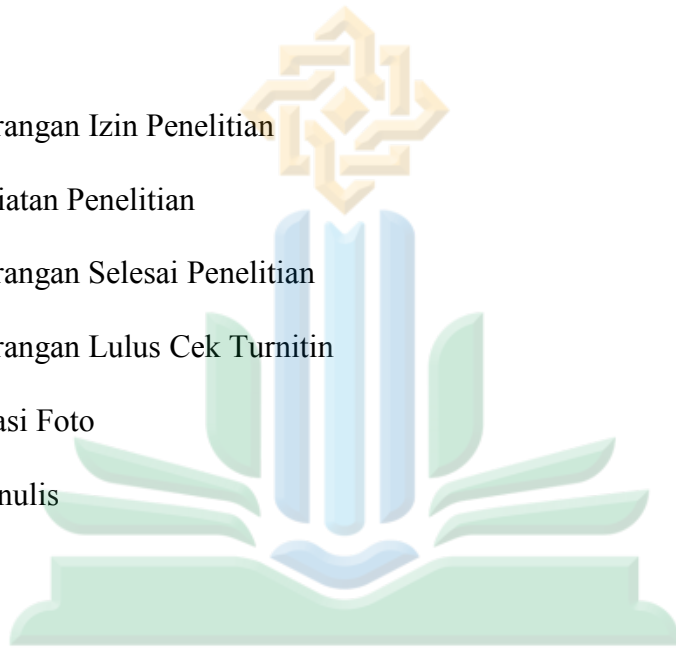 rangan Izin Penelitian
iatan Penelitian
rangan Selesai Penelitian
rangan Lulus Cek Turnitin
asi Foto
nulis